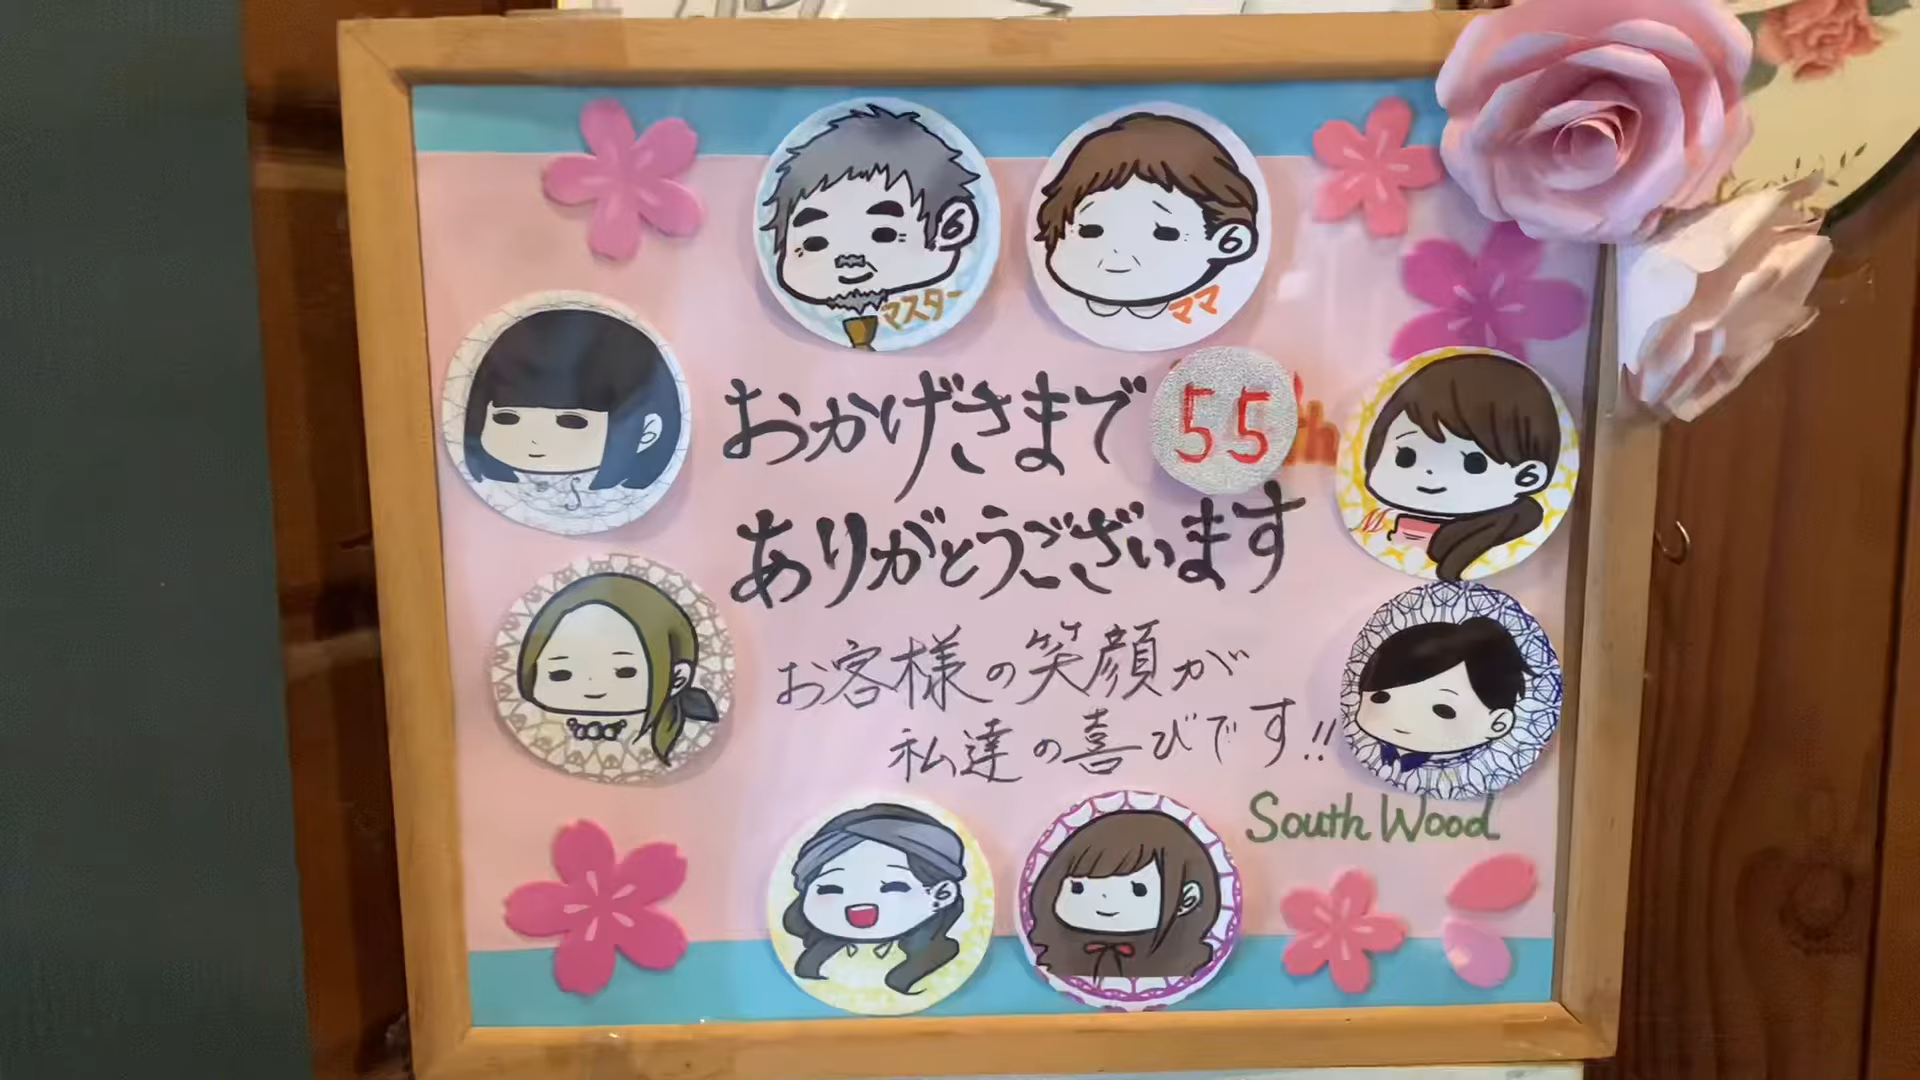 マスター
ママ
おかげさまで 55th
ありがとうございます
お客様の笑顔が
私達の喜びです!!
South Wood